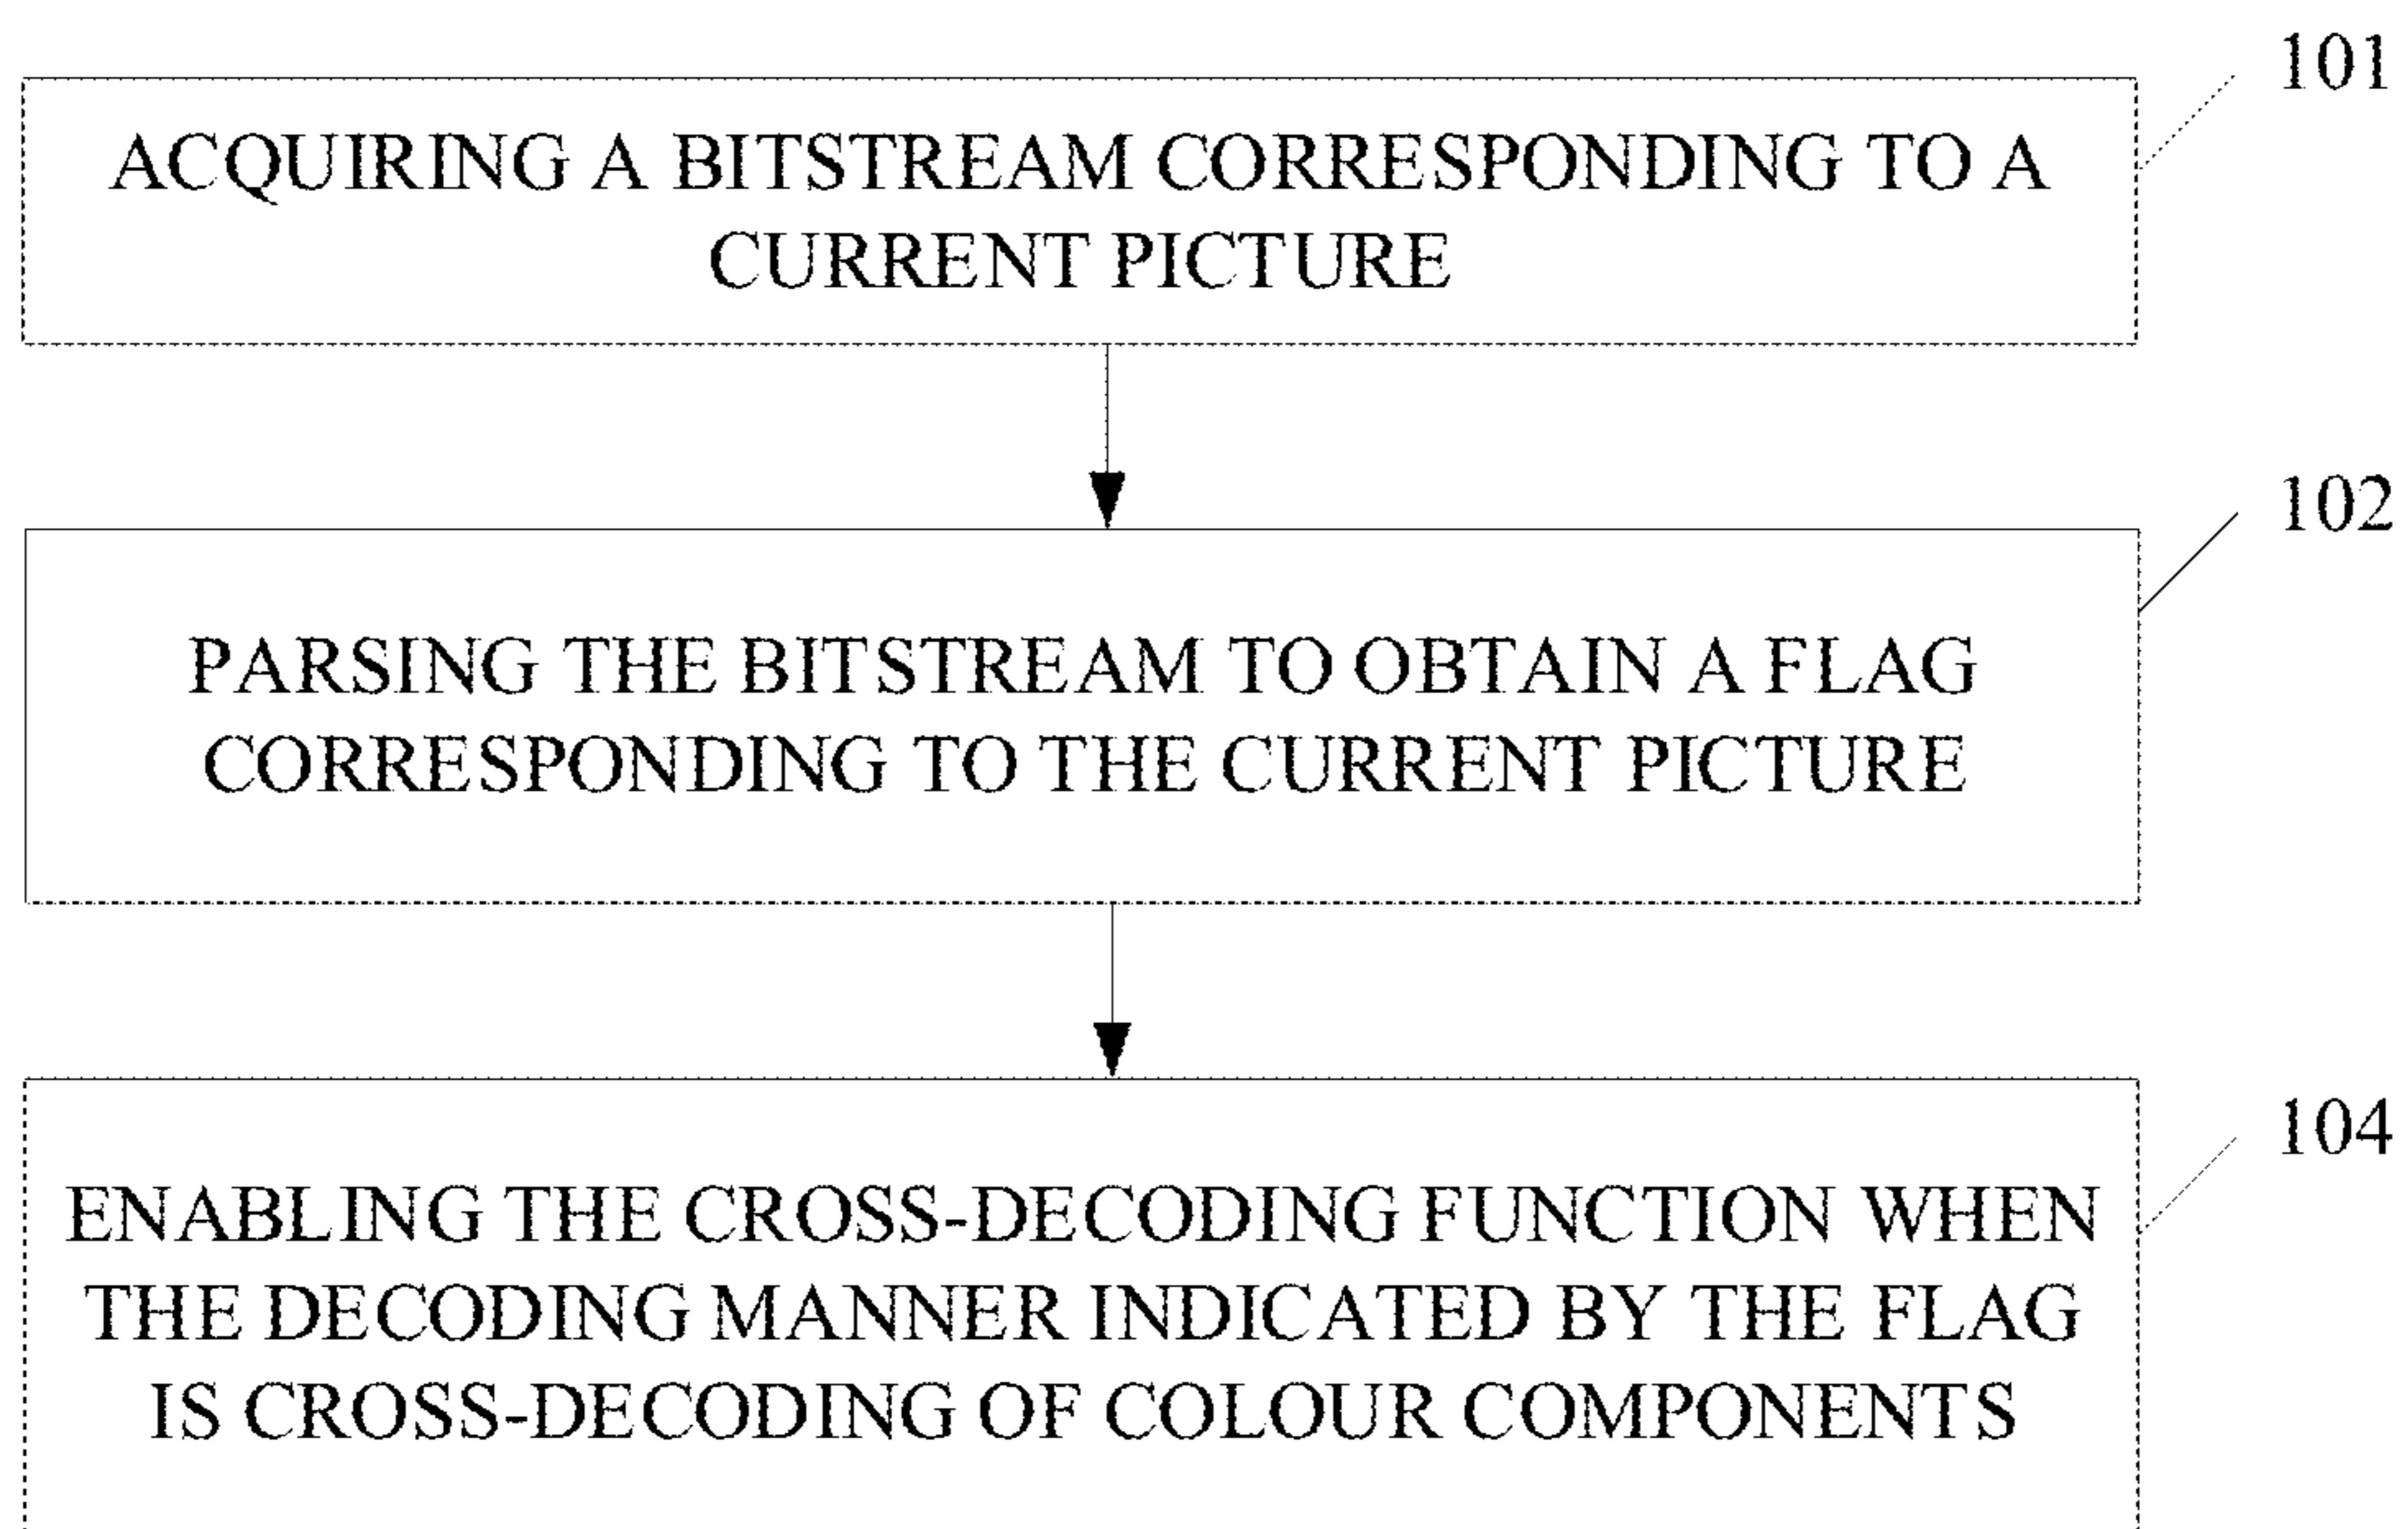 101
ACQUIRING A BITSTREAM CORRESPONDING TO A
CURRENT PICTURE
102
PARSING THE BITSTREAM TO OBTAIN A FLAG
CORRESPONDING TO THE CURRENT PICTURE
104
ENABLING THE CROSS-DECODING FUNCTION WHEN
THE DECODING MANNER INDICATED BY THE FLAG
IS CROSS-DECODING OF COLOUR COMPONENTS